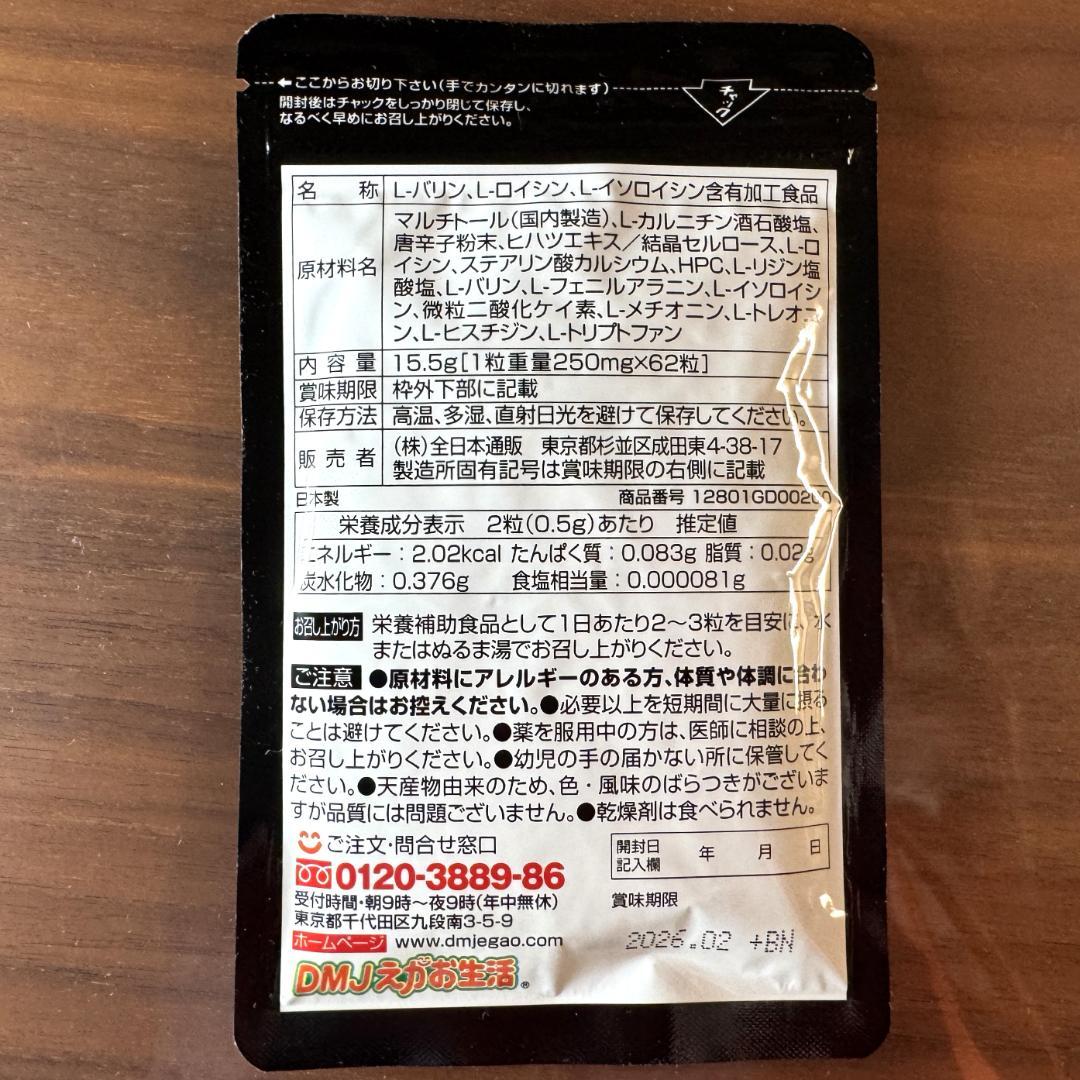 ←ここからお切り下さい(手でカンタンに切れます)
チャック
開封後はチャックをしっかり閉じて保存し、
なるべく早めにお召し上がりください。
名 称 L-バリン、L-ロイシン、L-イソロイシン含有加工食品
原材料名 マルチトール(国内製造)、L-カルニチン酒石酸塩、
唐辛子粉末、ヒハツエキス/結晶セルロース、L-ロ
イシン、ステアリン酸カルシウム、HPC、L-リジン塩
酸塩、L-バリン、L-フェニルアラニン、L-イソロイシ
ン、微粒二酸化ケイ素、L-メチオニン、L-トレオニ
ン、L-ヒスチジン、L-トリプトファン
内 容 量 15.5g[1粒重量250mg×62粒]
賞味期限 枠外下部に記載
保存方法 高温、多湿、直射日光を避けて保存してください。
販 売 者 (株)全日本通販 東京都杉並区成田東4-38-17
製造所固有記号は賞味期限の右側に記載
日本製 商品番号 12801GD00200
栄養成分表示 2粒(0.5g)あたり 推定値
エネルギー:2.02kcal たんぱく質:0.083g 脂質:0.02g
炭水化物:0.376g 食塩相当量:0.000081g
お召し上がり方 栄養補助食品として1日あたり2〜3粒を目安に、水
またはぬるま湯でお召し上がりください。
ご注意 ●原材料にアレルギーのある方、体質や体調に合わ
ない場合はお控えください。●必要以上を短期間に大量に摂る
ことは避けてください。●薬を服用中の方は、医師に相談の上、
お召し上がりください。●幼児の手の届かない所に保管してく
ださい。●天産物由来のため、色・風味のばらつきがございま
すが品質には問題ございません。●乾燥剤は食べられません。
ご注文・問合せ窓口
0120-3889-86
受付時間・朝9時〜夜9時(年中無休)
東京都千代田区九段南3-5-9
ホームページ www.dmjegao.com
DMJえがお生活®
開封日
記入欄 年 月 日
賞味期限
2026.02 +BN